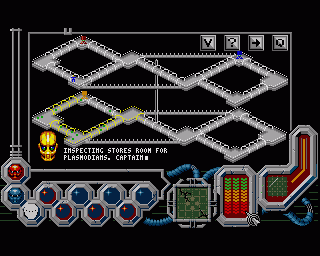 V ? → Q
INSPECTING STORES ROOM FOR
PLASMODIANS, CAPTAIN